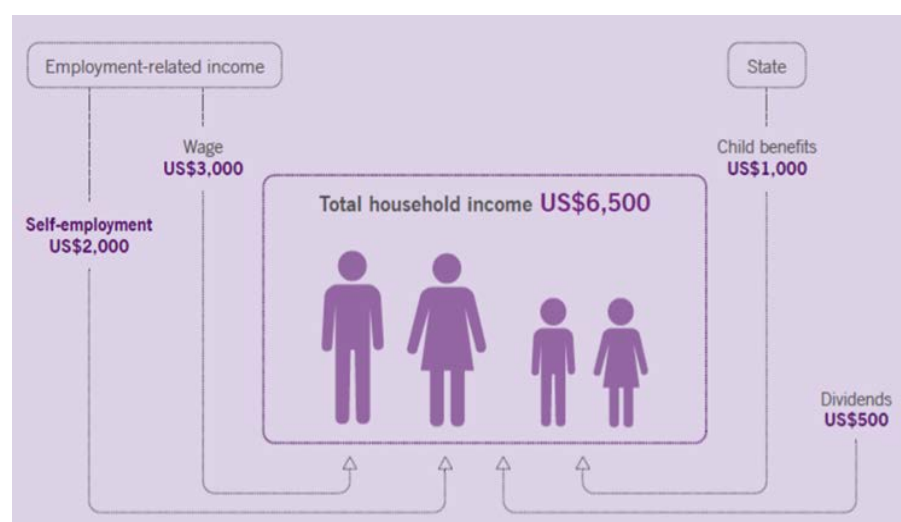 Employment-related income
State
Wage
US$3,000
Child benefits
US$1,000
Total household income US$6,500
Self-employment
US$2,000
Dividends
US$500